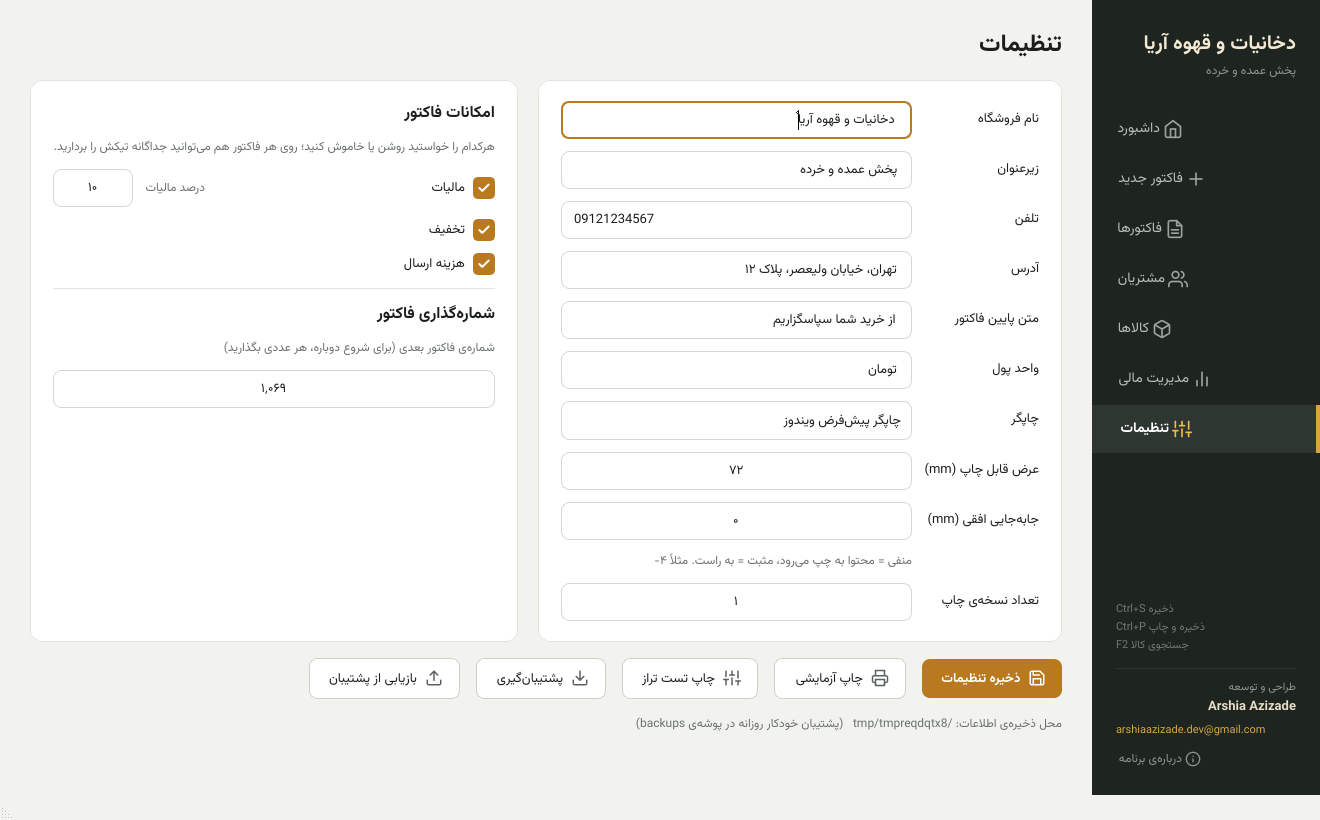 دخانیات و قهوه آریا
پخش عمده و خرده
داشبورد
فاکتور جدید
فاکتورها
مشتریان
کالاها
مدیریت مالی
تنظیمات
ذخیره Ctrl+S
ذخیره و چاپ Ctrl+P
جستجوی کالا F2
طراحی و توسعه
Arshia Azizade
arshiaazizade.dev@gmail.com
درباره‌ی برنامه
تنظیمات
نام فروشگاه
دخانیات و قهوه آریا
زیرعنوان
پخش عمده و خرده
تلفن
09121234567
آدرس
تهران، خیابان ولیعصر، پلاک ۱۲
متن پایین فاکتور
از خرید شما سپاسگزاریم
واحد پول
تومان
چاپگر
چاپگر پیش‌فرض ویندوز
عرض قابل چاپ (mm)
۷۲
جابه‌جایی افقی (mm)
۰
منفی = محتوا به چپ می‌رود، مثبت = به راست. مثلاً ۴-
تعداد نسخه‌ی چاپ
۱
امکانات فاکتور
هرکدام را خواستید روشن یا خاموش کنید؛ روی هر فاکتور هم می‌توانید جداگانه تیکش را بردارید.
مالیات
درصد مالیات
۱۰
تخفیف
هزینه ارسال
شماره‌گذاری فاکتور
شماره‌ی فاکتور بعدی (برای شروع دوباره، هر عددی بگذارید)
۱,۰۶۹
ذخیره تنظیمات
چاپ آزمایشی
چاپ تست تراز
پشتیبان‌گیری
بازیابی از پشتیبان
محل ذخیره‌ی اطلاعات: /tmp/tmpreqdqtx8 (پشتیبان خودکار روزانه در پوشه‌ی backups)